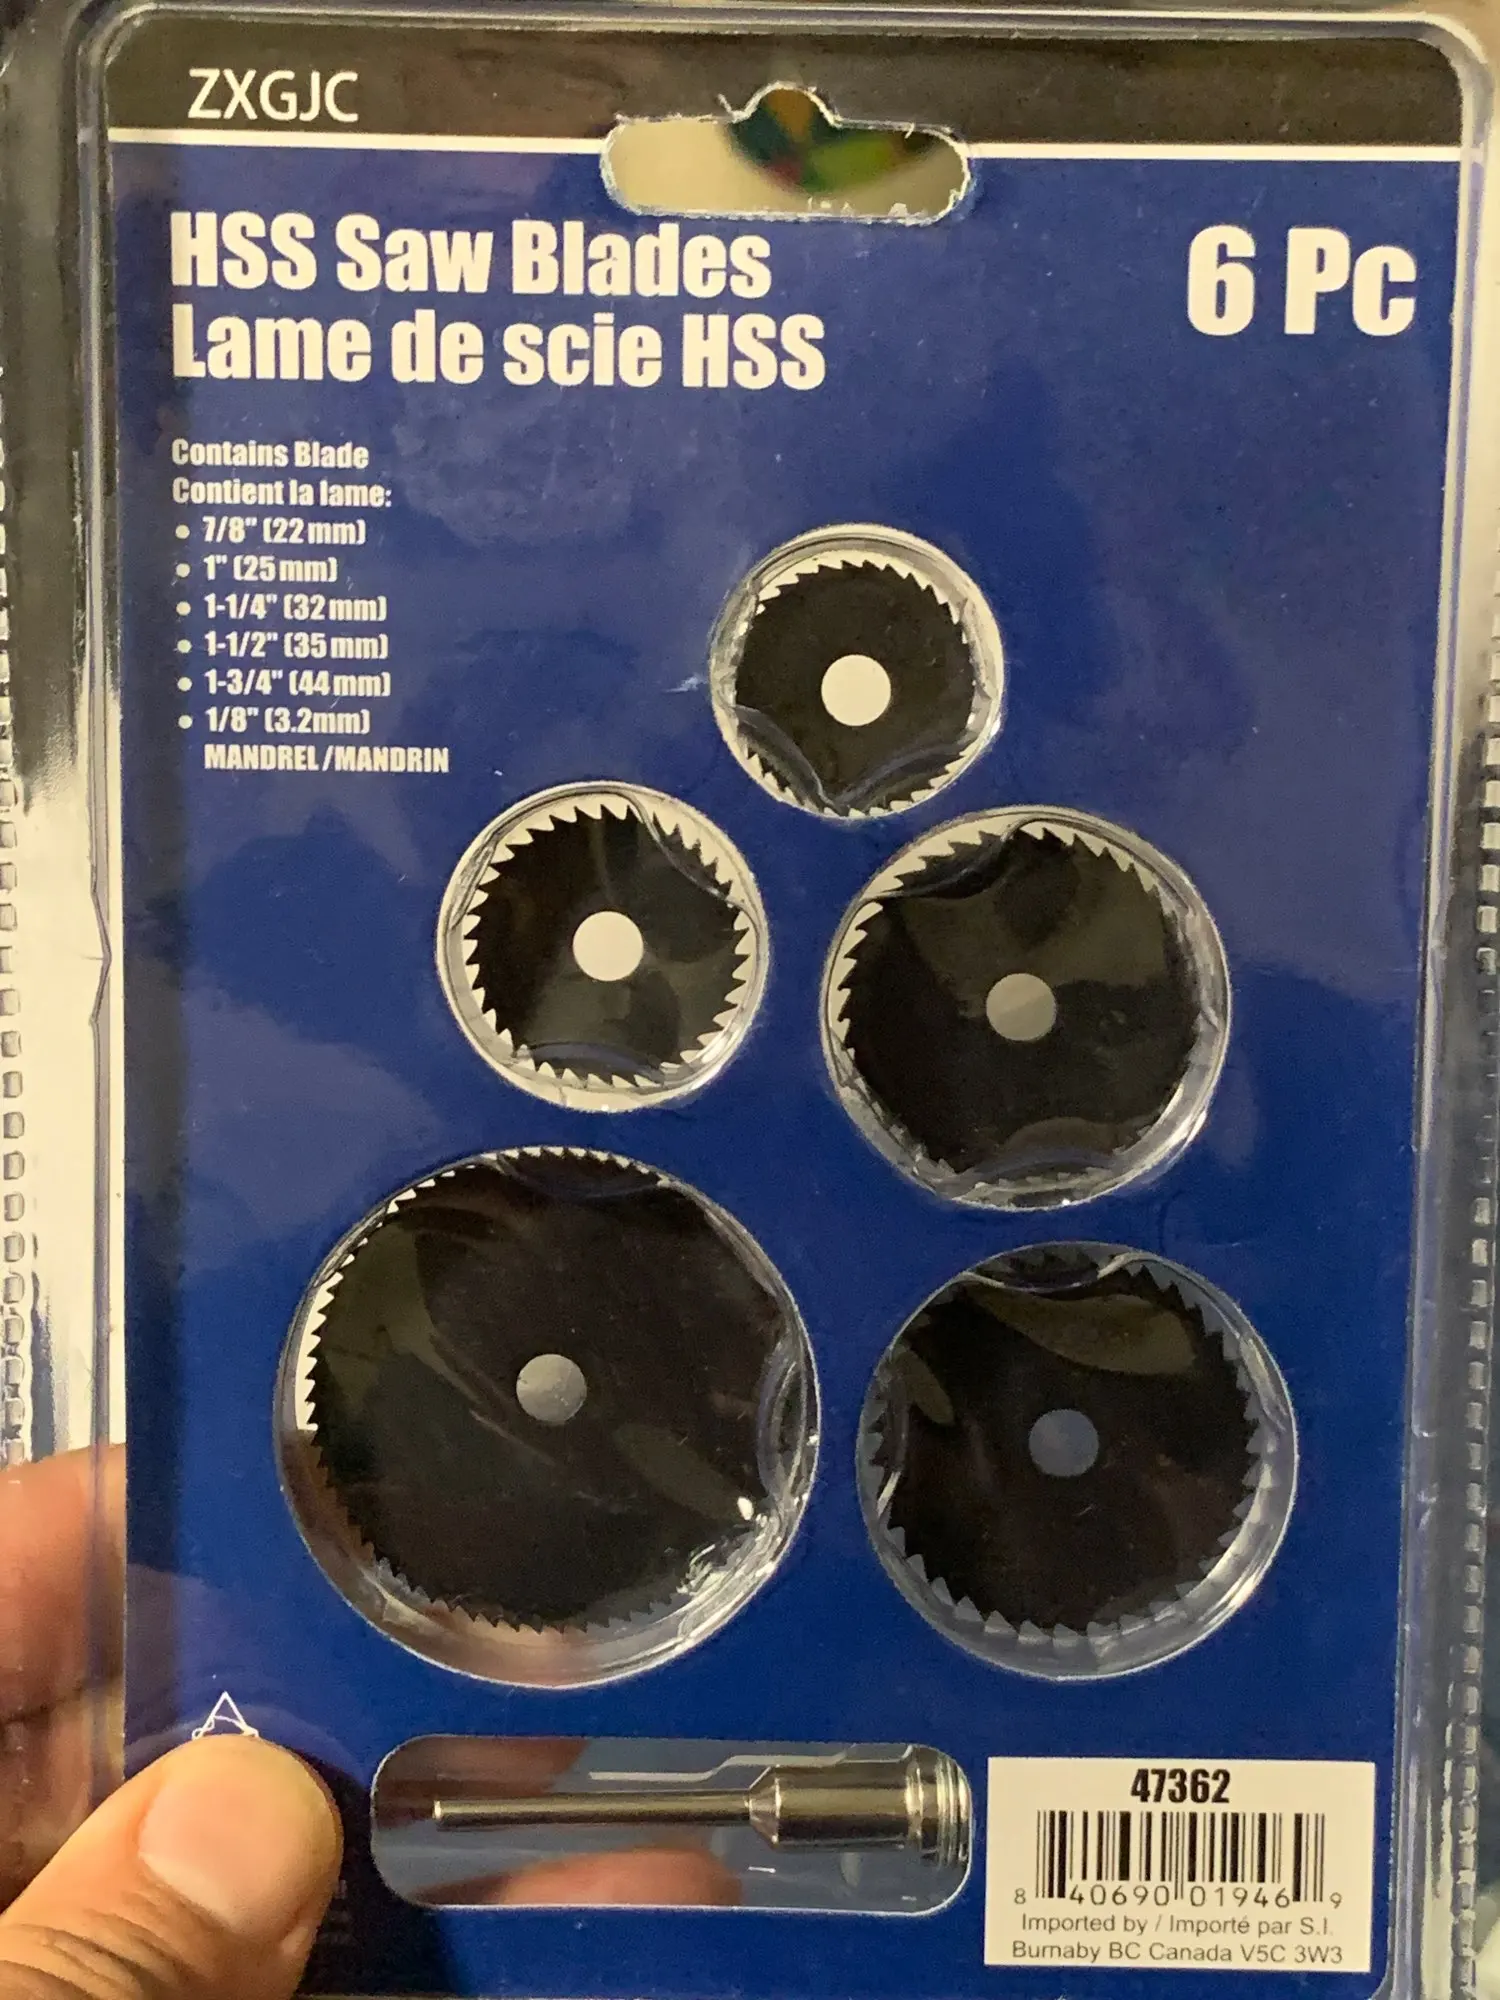 ZXGJC
HSS Saw Blades
Lame de scie HSS
6 Pc
Contains Blade
Contient la lame:
• 7/8" (22mm)
• 1" (25mm)
• 1-1/4" (32mm)
• 1-1/2" (35mm)
• 1-3/4" (44mm)
• 1/8" (3.2mm)
MANDREL/MANDRIN
47362
8 40690 01946 9
Imported by / Importé par S.I.
Burnaby BC Canada V5C 3W3